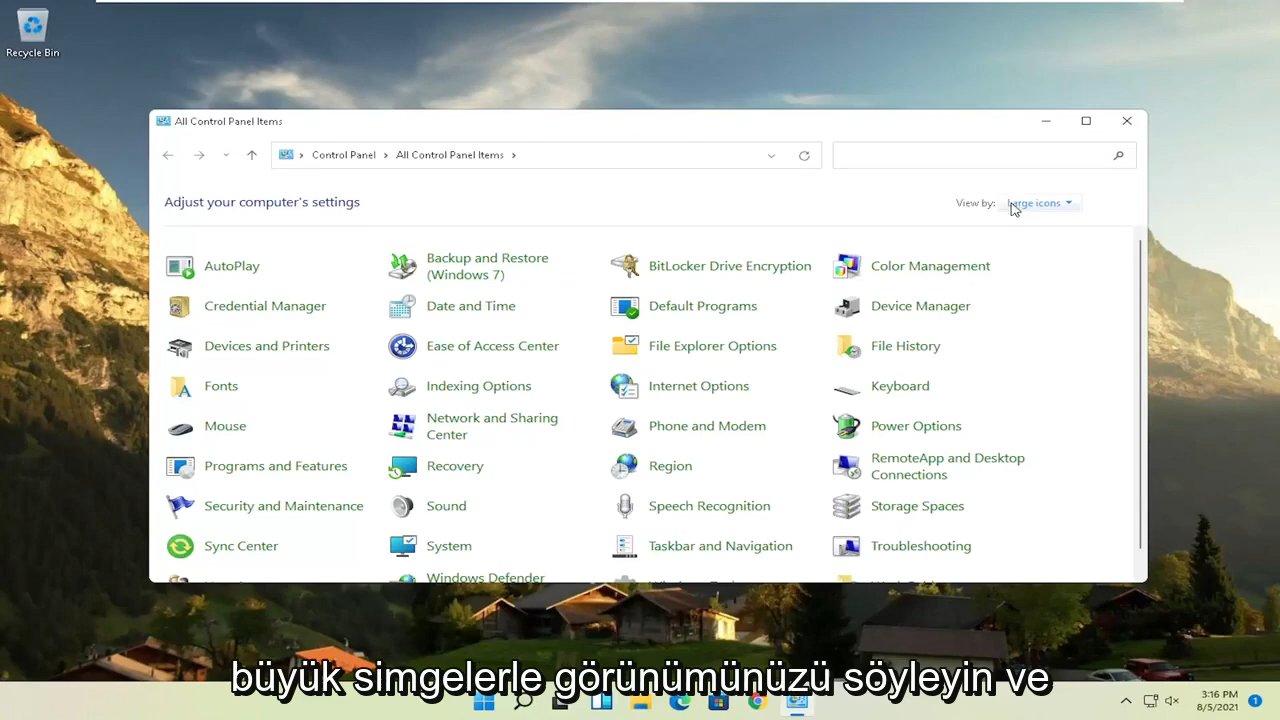 Recycle Bin
All Control Panel Items
Control Panel
All Control Panel Items
Adjust your computer's settings
View by: Large icons
AutoPlay
Backup and Restore
(Windows 7)
BitLocker Drive Encryption
Color Management
Credential Manager
Date and Time
Default Programs
Device Manager
Devices and Printers
Ease of Access Center
File Explorer Options
File History
Fonts
Indexing Options
Internet Options
Keyboard
Mouse
Network and Sharing
Center
Phone and Modem
Power Options
Programs and Features
Recovery
Region
RemoteApp and Desktop
Connections
Security and Maintenance
Sound
Speech Recognition
Storage Spaces
Sync Center
System
Taskbar and Navigation
Troubleshooting
Windows Defender
büyük simgelerle görünümünüzü söyleyin ve
3:16 PM
8/5/2021
1